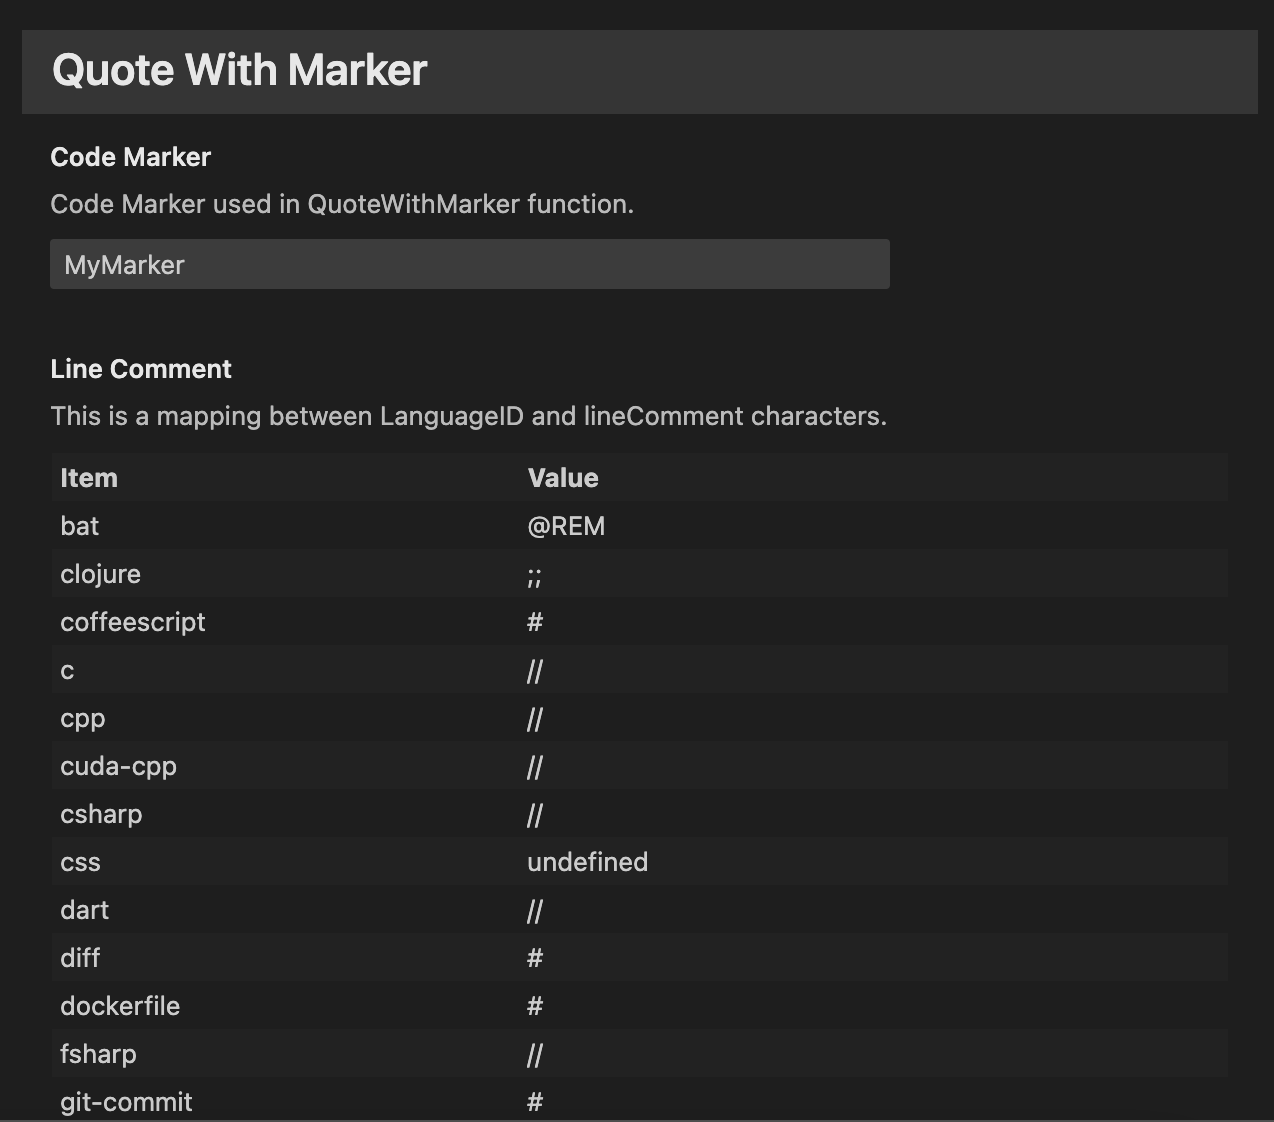 Quote With Marker
Code Marker
Code Marker used in QuoteWithMarker function.
MyMarker
Line Comment
This is a mapping between LanguageID and lineComment characters.
Item Value
bat @REM
clojure ;;
coffeescript #
c //
cpp //
cuda-cpp //
csharp //
css undefined
dart //
diff #
dockerfile #
fsharp //
git-commit #